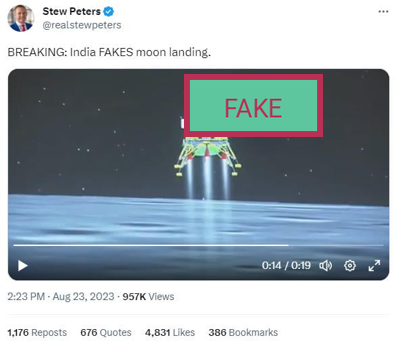 Stew Peters
@realstewpeters
BREAKING: India FAKES moon landing.
FAKE
0:14 / 0:19
2:23 PM · Aug 23, 2023 · 957K Views
1,176 Reposts 676 Quotes 4,831 Likes 386 Bookmarks